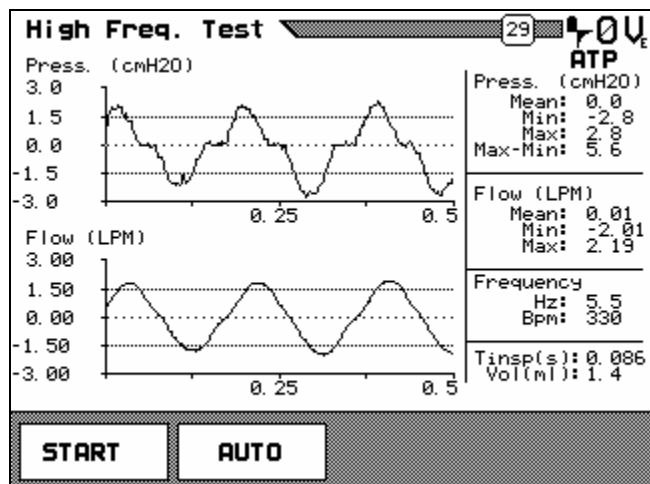 High Freq. Test 29 0 VE
ATP
Press. (cmH2O)
3.0
1.5
0.0
-1.5
-3.0
0.25 0.5
Flow (LPM)
3.00
1.50
0.00
-1.50
-3.00
0.25 0.5
Press. (cmH2O)
Mean: 0.0
Min: -2.8
Max: 2.8
Max-Min: 5.6
Flow (LPM)
Mean: 0.01
Min: -2.01
Max: 2.19
Frequency
Hz: 5.5
Bpm: 330
Tinsp(s): 0.086
Vol(ml): 1.4
START AUTO